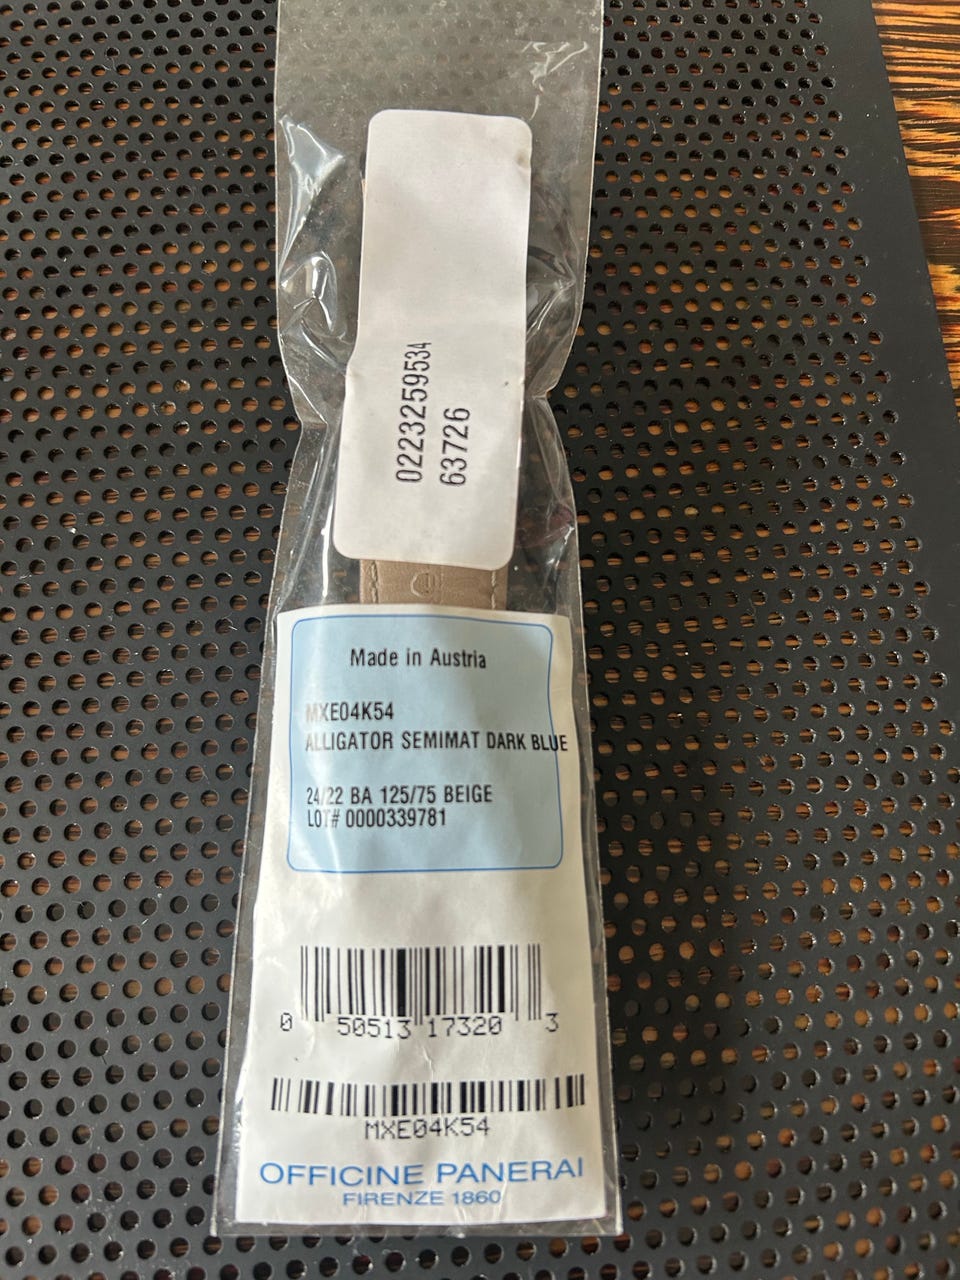 0223259534
63726
Made in Austria
MXE04K54
ALLIGATOR SEMIMAT DARK BLUE
24/22 BA 125/75 BEIGE
LOT# 0000339781
0 50513 17320 3
MXE04K54
OFFICINE PANERAI
FIRENZE 1860